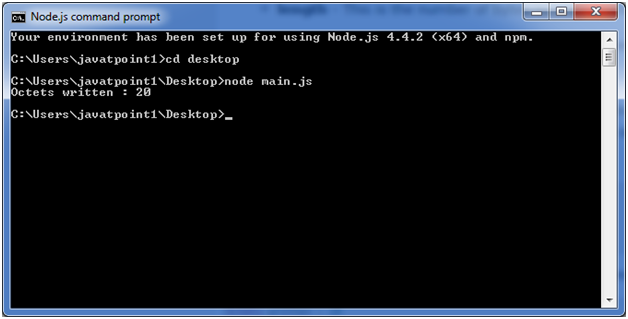 Node.js command prompt
Your environment has been set up for using Node.js 4.4.2 (x64) and npm.
C:\Users\javatpoint1>cd desktop
C:\Users\javatpoint1\Desktop>node main.js
Octets written : 20
C:\Users\javatpoint1\Desktop>_